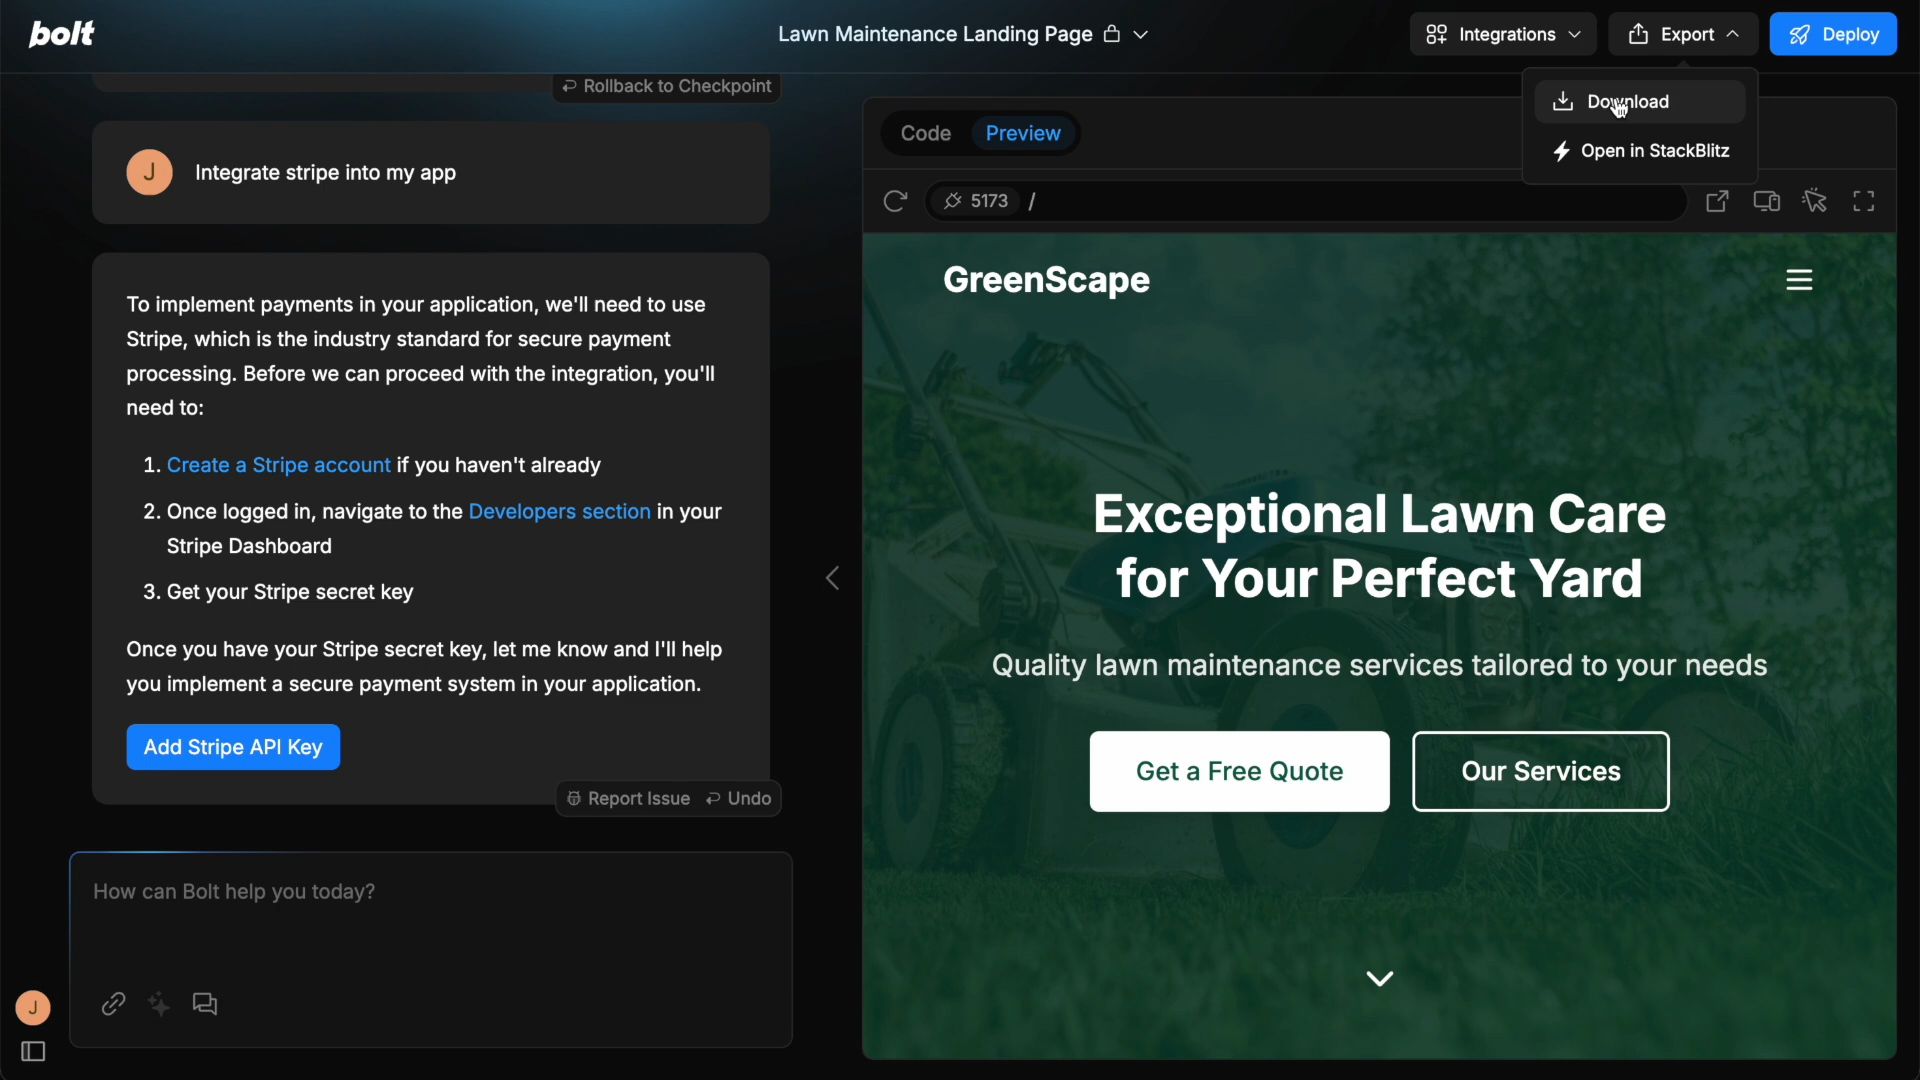 bolt
Lawn Maintenance Landing Page
Integrations
Export
Deploy
Download
Open in StackBlitz
Rollback to Checkpoint
J
Integrate stripe into my app
To implement payments in your application, we'll need to use
Stripe, which is the industry standard for secure payment
processing. Before we can proceed with the integration, you'll
need to:
1. Create a Stripe account if you haven't already
2. Once logged in, navigate to the Developers section in your
Stripe Dashboard
3. Get your Stripe secret key
Once you have your Stripe secret key, let me know and I'll help
you implement a secure payment system in your application.
Add Stripe API Key
Report Issue
Undo
How can Bolt help you today?
J
Code
Preview
5173
/
GreenScape
Exceptional Lawn Care
for Your Perfect Yard
Quality lawn maintenance services tailored to your needs
Get a Free Quote
Our Services